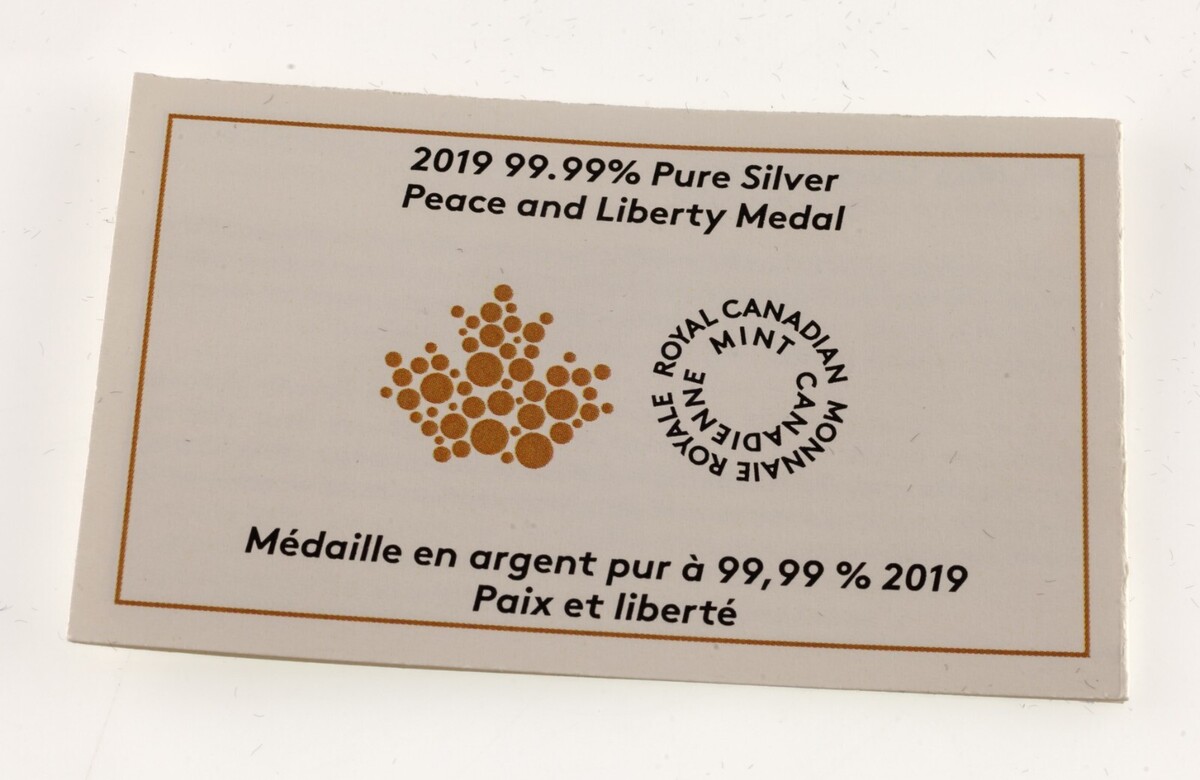 2019 99.99% Pure Silver
Peace and Liberty Medal
ROYAL CANADIAN
MINT
MONNAIE ROYALE
CANADIENNE
Médaille en argent pur à 99,99 % 2019
Paix et liberté